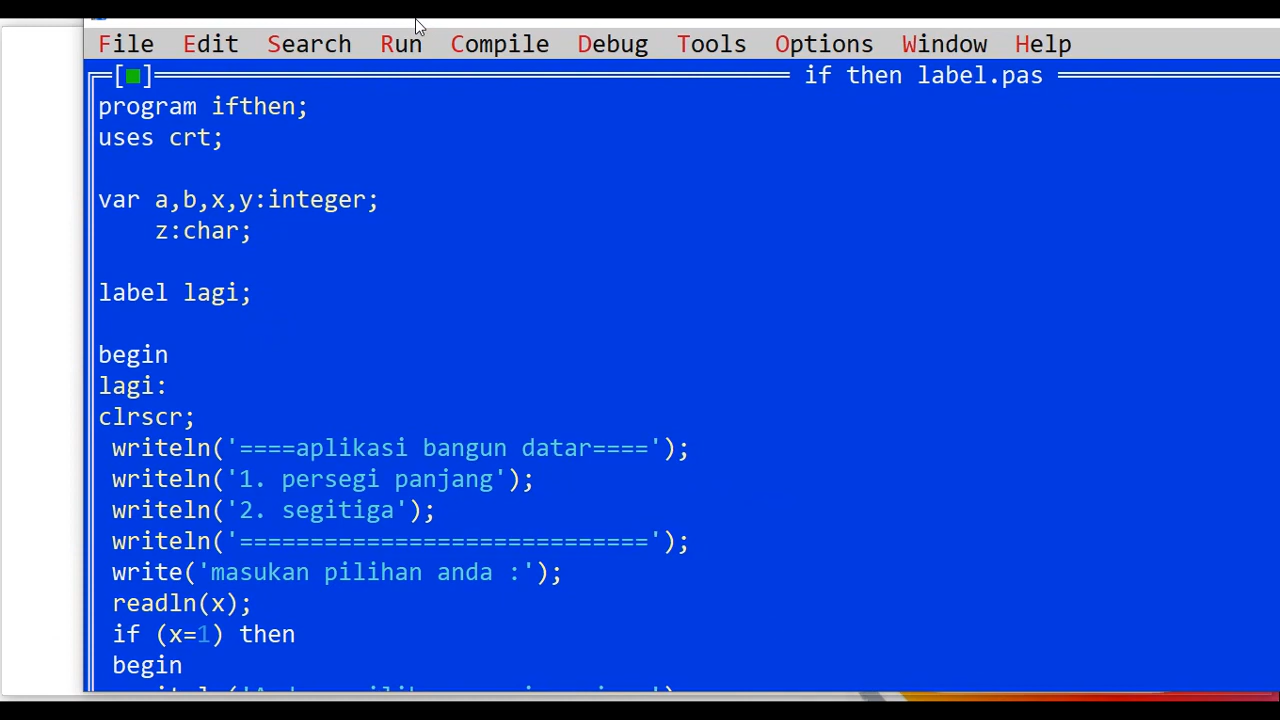 File Edit Search Run Compile Debug Tools Options Window Help
if then label.pas
program ifthen;
uses crt;
var a,b,x,y:integer;
z:char;
label lagi;
begin
lagi:
clrscr;
writeln('====aplikasi bangun datar====');
writeln('1. persegi panjang');
writeln('2. segitiga');
writeln('=============================');
write('masukan pilihan anda :');
readln(x);
if (x=1) then
begin